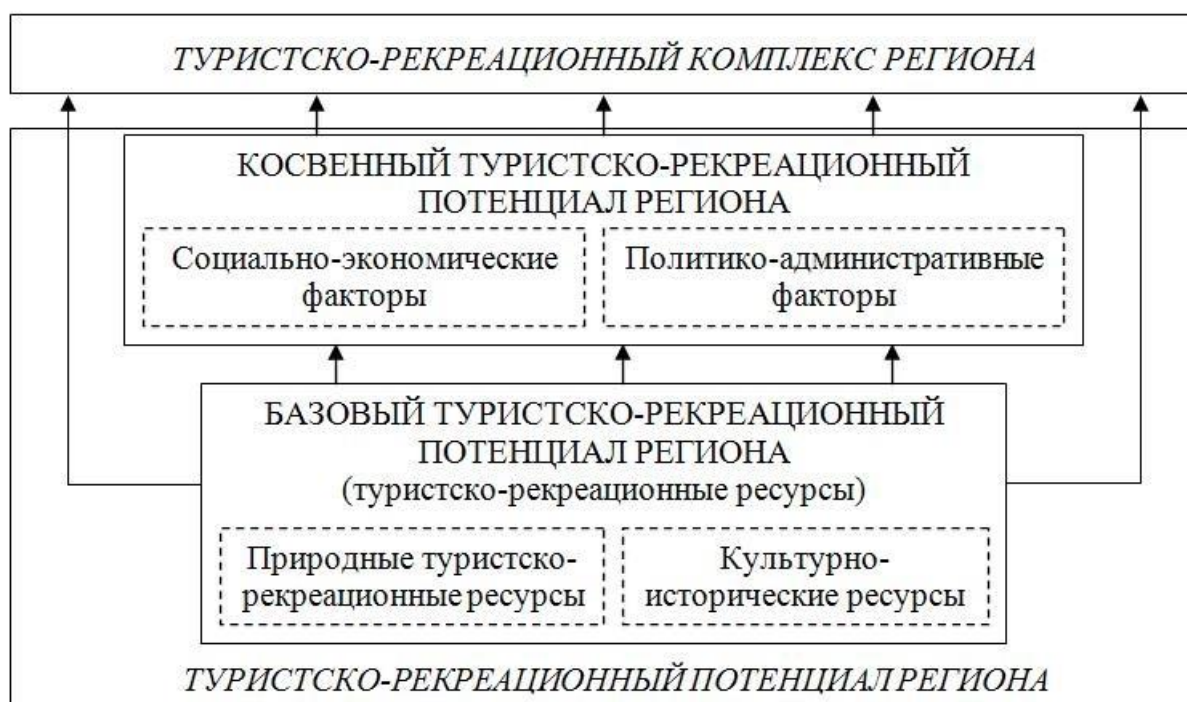 ТУРИСТСКО-РЕКРЕАЦИОННЫЙ КОМПЛЕКС РЕГИОНА
КОСВЕННЫЙ ТУРИСТСКО-РЕКРЕАЦИОННЫЙ
ПОТЕНЦИАЛ РЕГИОНА
Социально-экономические
факторы
Политико-административные
факторы
БАЗОВЫЙ ТУРИСТСКО-РЕКРЕАЦИОННЫЙ
ПОТЕНЦИАЛ РЕГИОНА
(туристско-рекреационные ресурсы)
Природные туристско-
рекреационные ресурсы
Культурно-
исторические ресурсы
ТУРИСТСКО-РЕКРЕАЦИОННЫЙ ПОТЕНЦИАЛ РЕГИОНА